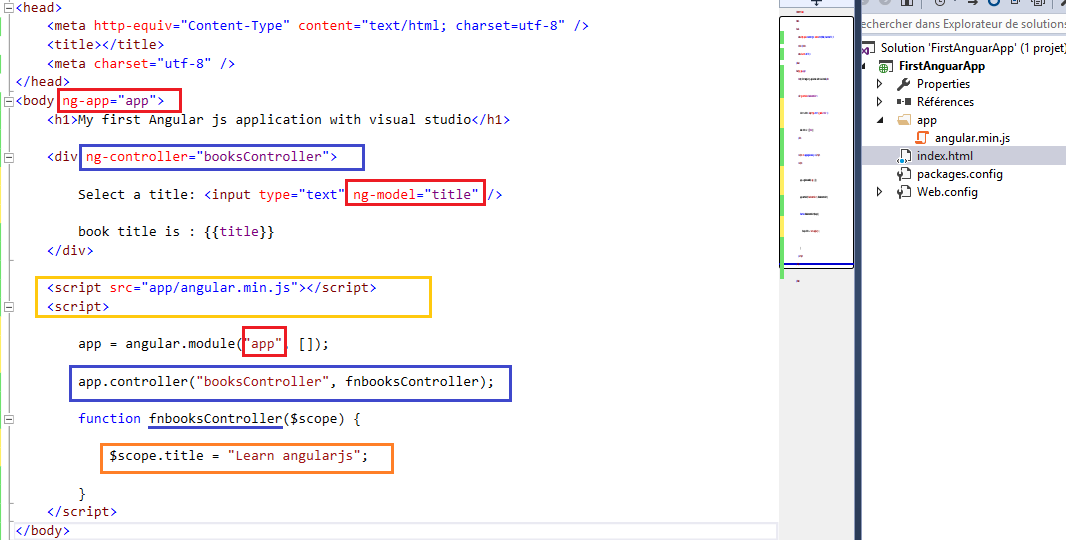 <head>
<meta http-equiv="Content-Type" content="text/html; charset=utf-8" />
<title></title>
<meta charset="utf-8" />
</head>
<body ng-app="app">
<h1>My first Angular js application with visual studio</h1>
<div ng-controller="booksController">
Select a title: <input type="text" ng-model="title" />
book title is : {{title}}
</div>
<script src="app/angular.min.js"></script>
<script>
app = angular.module("app", []);
app.controller("booksController", fnbooksController);
function fnbooksController($scope) {
$scope.title = "Learn angularjs";
}
</script>
</body>
echercher dans Explorateur de solutions
Solution 'FirstAnguarApp' (1 projet)
FirstAnguarApp
Properties
Références
app
angular.min.js
index.html
packages.config
Web.config